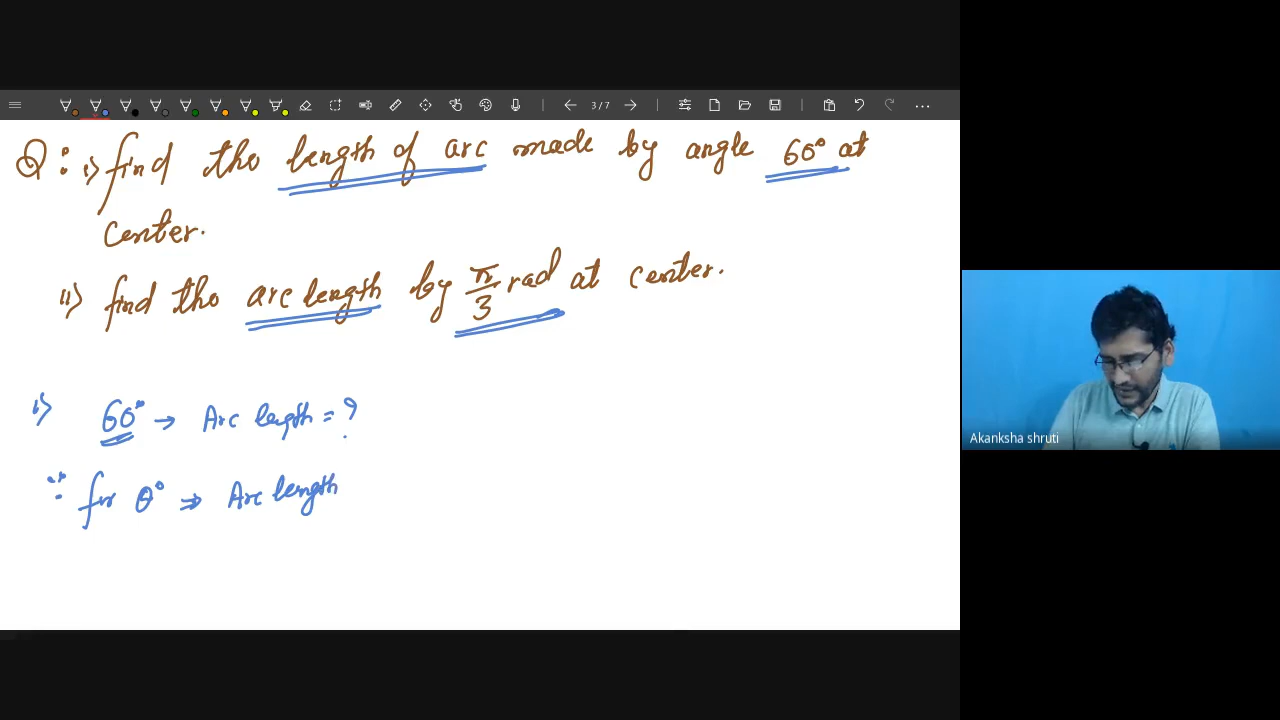 3/7
Q: i) find the length of arc made by angle 60° at
center.
ii) find the arc length by π/3 rad at center.
i) 60° → Arc length = ?
∵ for θ° ⇒ Arc length
Akanksha shruti